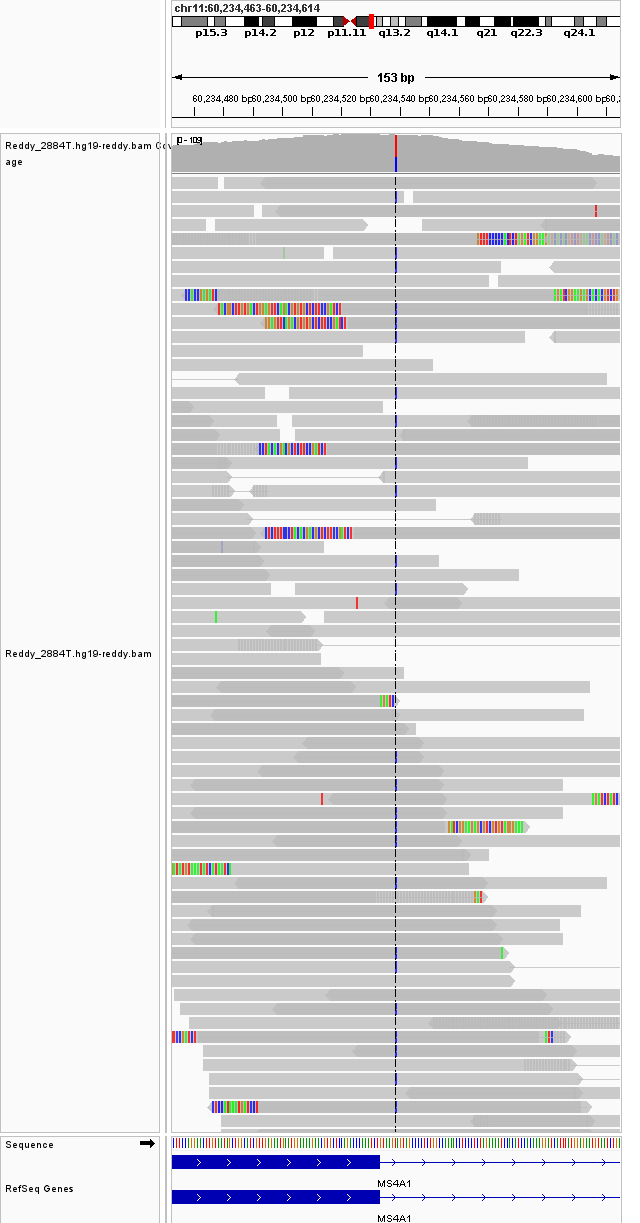 chr11:60,234,463-60,234,614
p15.3 p14.2 p12 p11.11 q13.2 q14.1 q21 q22.3 q24.1
153 bp
60,234,480 bp 60,234,500 bp 60,234,520 bp 60,234,540 bp 60,234,560 bp 60,234,580 bp 60,234,600 bp 60,2
[0 - 109]
Reddy_2884T.hg19-reddy.bam Cov
age
Reddy_2884T.hg19-reddy.bam
Sequence
MS4A1
RefSeq Genes
MS4A1